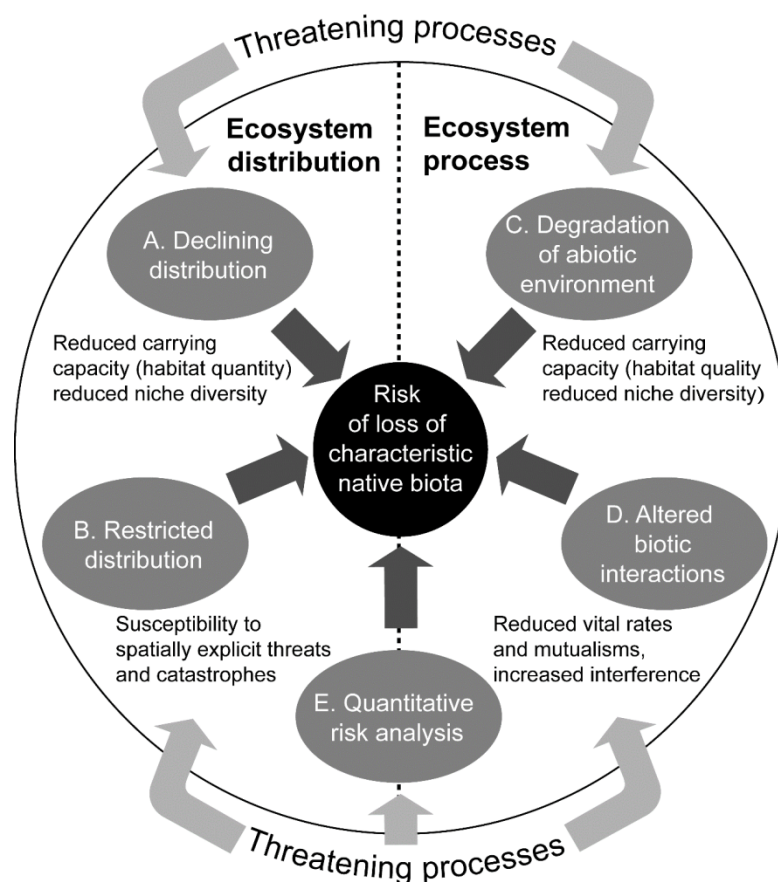 Threatening processes
Ecosystem
distribution
Ecosystem
process
A. Declining
distribution
C. Degradation
of abiotic
environment
Reduced carrying
capacity (habitat quantity)
reduced niche diversity
Reduced carrying
capacity (habitat quality
reduced niche diversity)
Risk
of loss of
characteristic
native biota
B. Restricted
distribution
D. Altered
biotic
interactions
Susceptibility to
spatially explicit threats
and catastrophes
Reduced vital rates
and mutualisms,
increased interference
E. Quantitative
risk analysis
Threatening processes